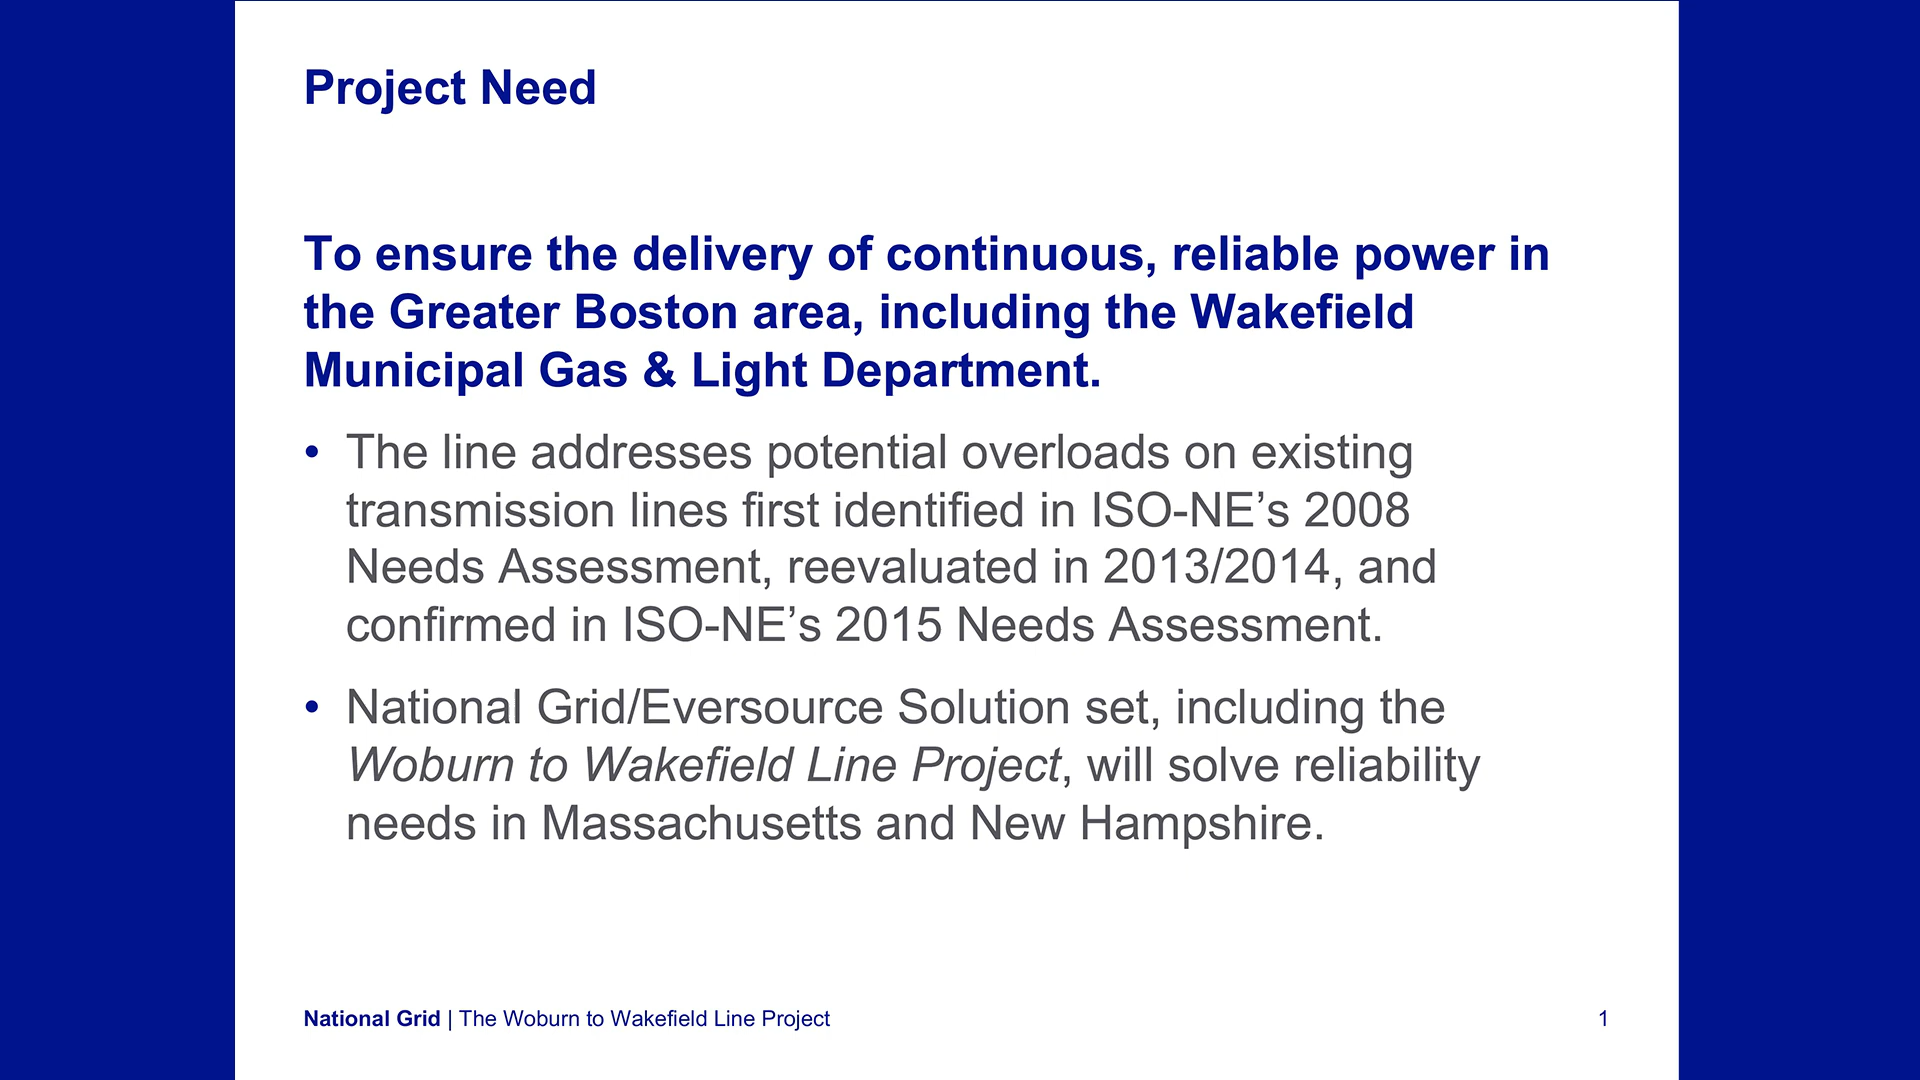 Project Need
To ensure the delivery of continuous, reliable power in
the Greater Boston area, including the Wakefield
Municipal Gas & Light Department.
• The line addresses potential overloads on existing
transmission lines first identified in ISO-NE’s 2008
Needs Assessment, reevaluated in 2013/2014, and
confirmed in ISO-NE’s 2015 Needs Assessment.
• National Grid/Eversource Solution set, including the
Woburn to Wakefield Line Project, will solve reliability
needs in Massachusetts and New Hampshire.
National Grid | The Woburn to Wakefield Line Project 1